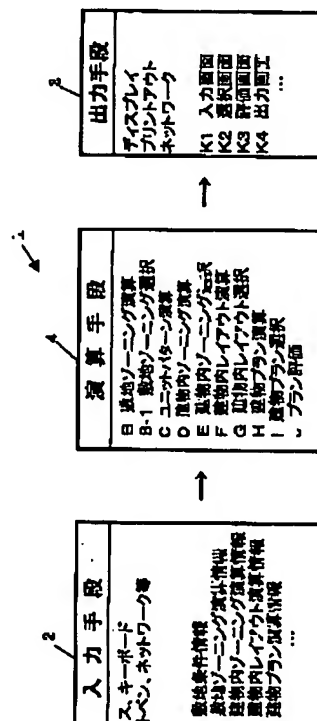 2
入力手段
ス、キーボード
トペン、ネットワーク等
敷地条件情報
敷地ゾーニング演算情報
建物内ゾーニング演算情報
建物内レイアウト演算情報
建物プラン演算情報
…
→
4
演算手段
B 敷地ゾーニング演算
B-1 敷地ゾーニング選択
C ユニットパターン演算
D 建物内ゾーニング演算
E 建物内ゾーニング選択
F 建物内レイアウト演算
G 建物内レイアウト選択
H 建物プラン演算
I 建物プラン選択
プラン評価
→
出力手段
ディスプレイ
プリントアウト
ネットワーク
K1 入力画面
K2 選択画面
K3 評価画面
K4 出力画工
…